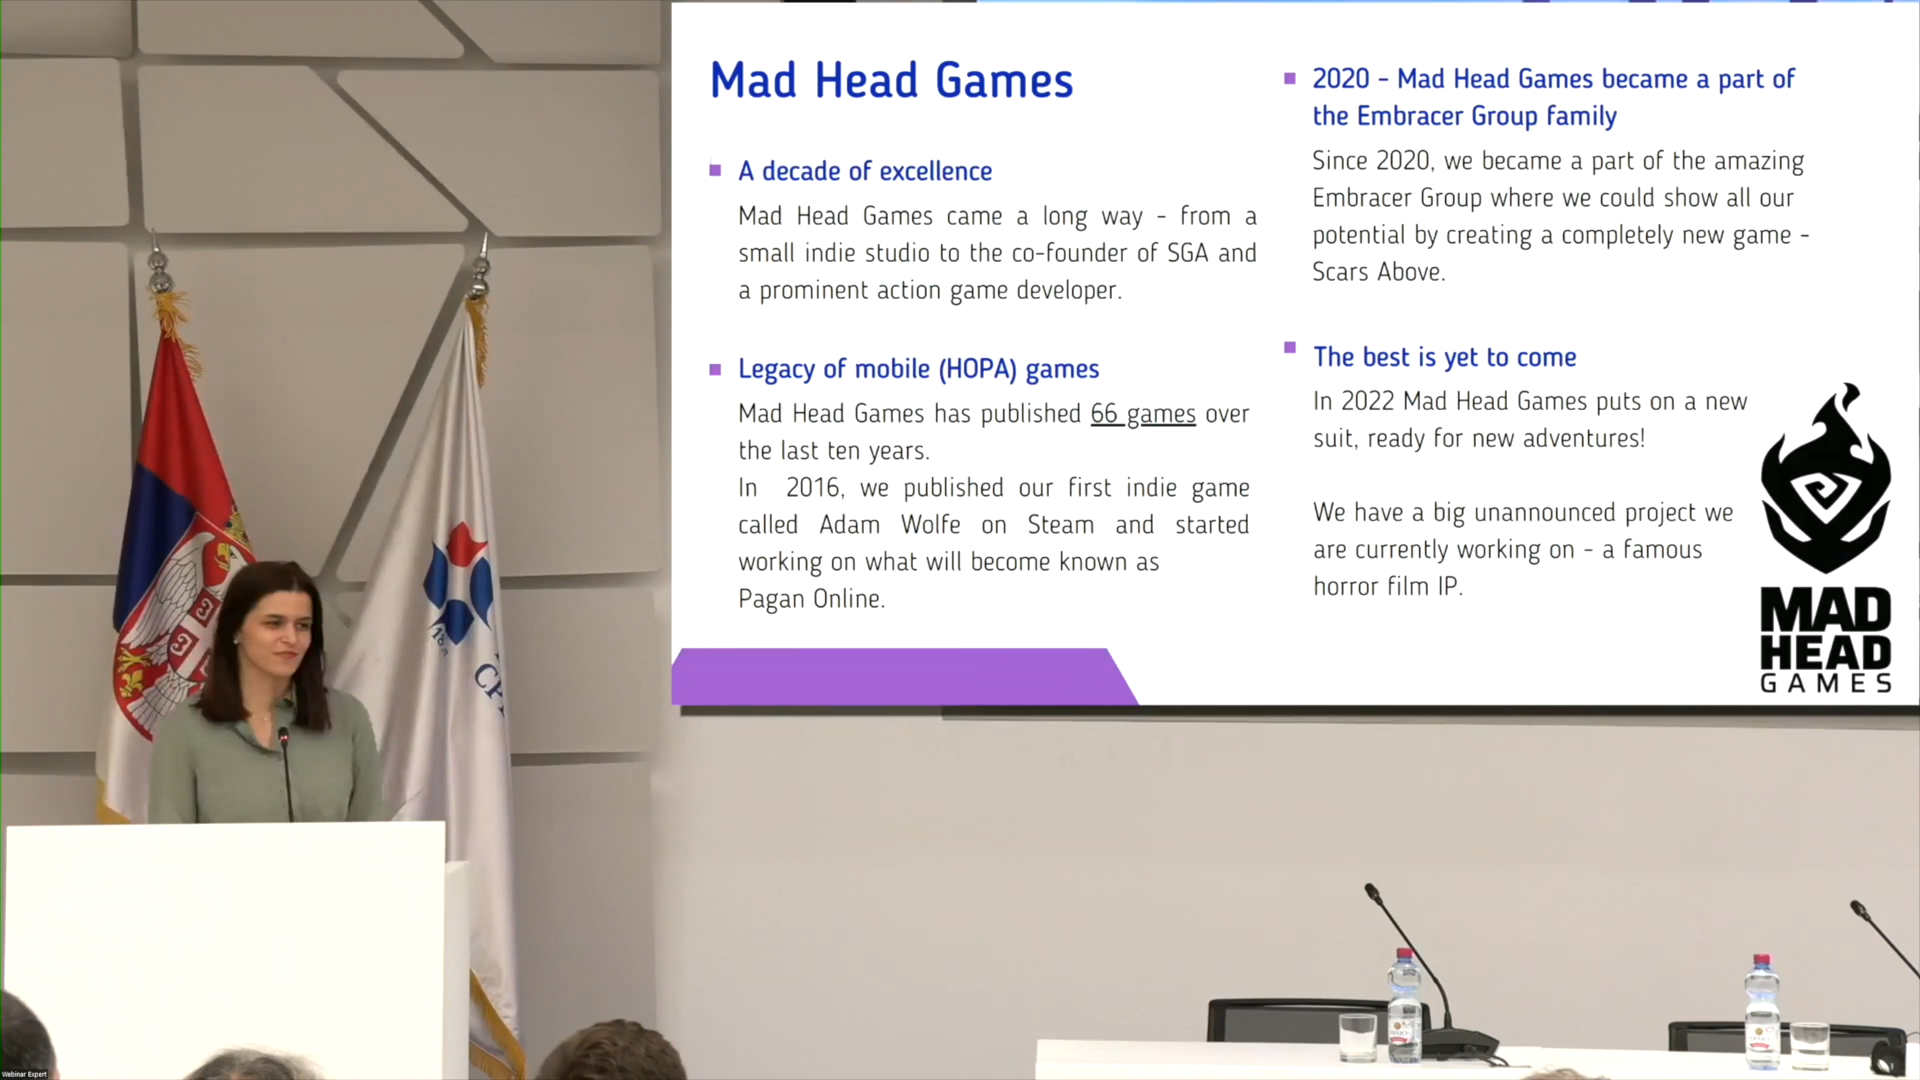 Mad Head Games
A decade of excellence
Mad Head Games came a long way - from a
small indie studio to the co-founder of SGA and
a prominent action game developer.
Legacy of mobile (HOPA) games
Mad Head Games has published 66 games over
the last ten years.
In 2016, we published our first indie game
called Adam Wolfe on Steam and started
working on what will become known as
Pagan Online.
2020 - Mad Head Games became a part of
the Embracer Group family
Since 2020, we became a part of the amazing
Embracer Group where we could show all our
potential by creating a completely new game -
Scars Above.
The best is yet to come
In 2022 Mad Head Games puts on a new
suit, ready for new adventures!
We have a big unannounced project we
are currently working on - a famous
horror film IP.
MAD
HEAD
GAMES
Webinar Expert